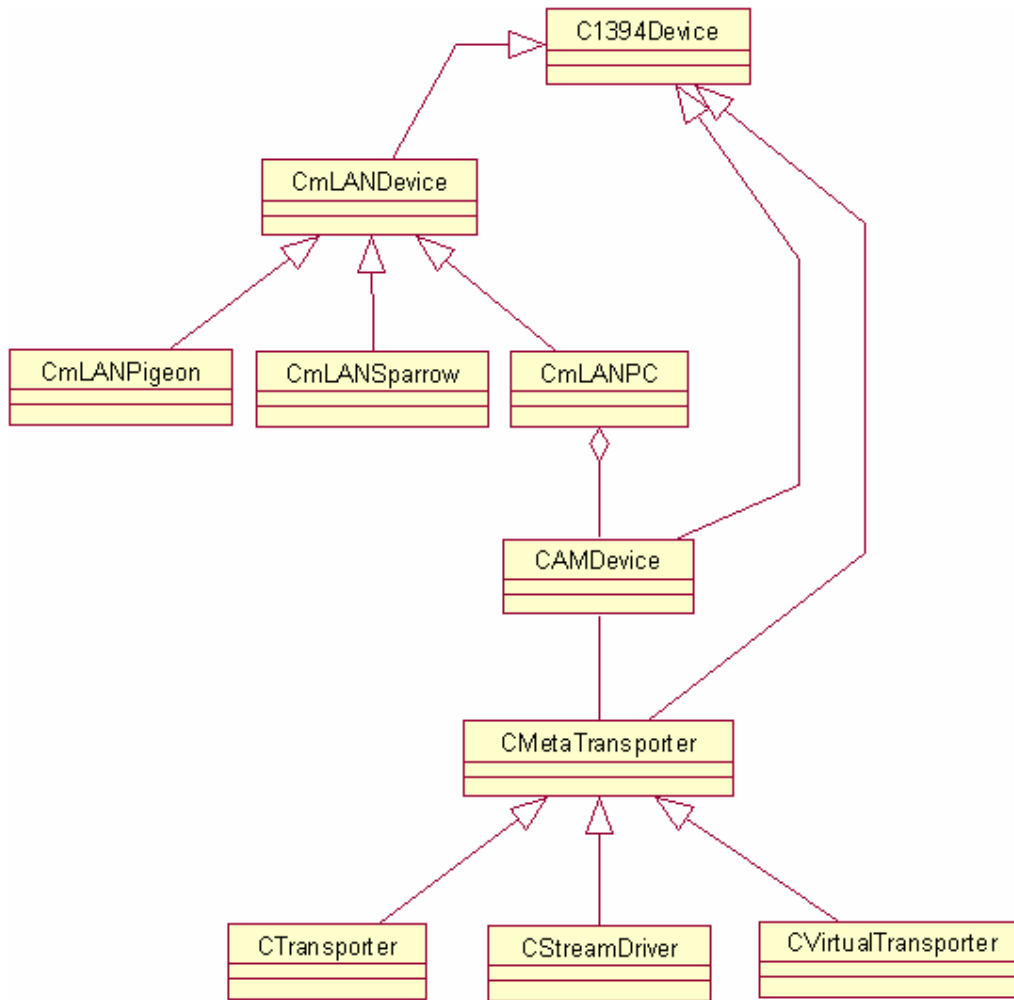 C1394Device
CmLANDevice
CmLANPigeon
CmLANSparrow
CmLANPC
CAMDevice
CMetaTransporter
CTransporter
CStreamDriver
CVirtualTransporter